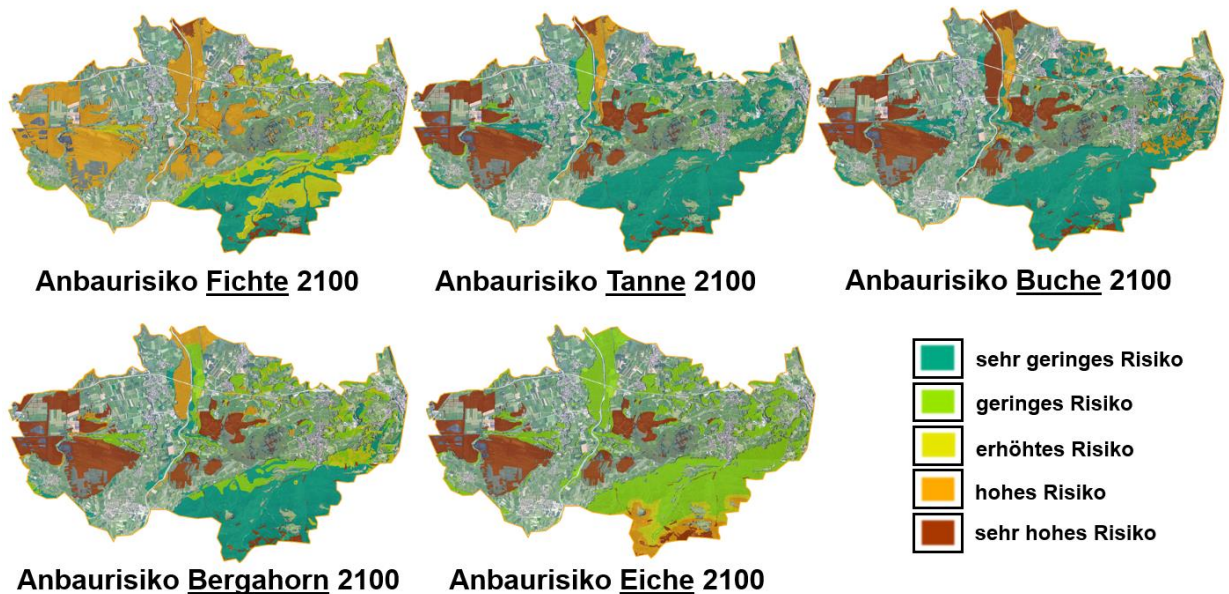 Anbaurisiko Fichte 2100
Anbaurisiko Tanne 2100
Anbaurisiko Buche 2100
Anbaurisiko Bergahorn 2100
Anbaurisiko Eiche 2100
sehr geringes Risiko
geringes Risiko
erhöhtes Risiko
hohes Risiko
sehr hohes Risiko